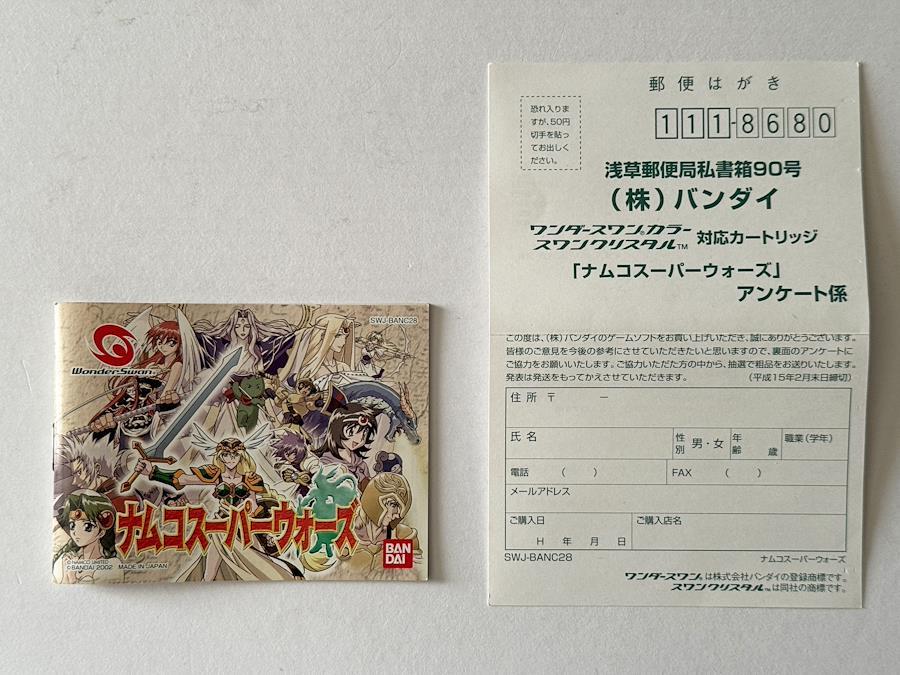 SWJ-BANC28
WonderSwan
ナムコスーパーウォーズ
BAN
DAI
© NAMCO LIMITED
© BANDAI 2002 MADE IN JAPAN
郵便はがき
恐れ入りま
すが、50円
切手を貼っ
てお出しく
ださい。
111-8680
浅草郵便局私書箱90号
(株)バンダイ
ワンダースワンカラー
スワンクリスタル™ 対応カートリッジ
「ナムコスーパーウォーズ」
アンケート係
この度は、(株)バンダイのゲームソフトをお買い上げいただき、誠にありがとうございます。
皆様のご意見を今後の参考にさせていただきたいと思いますので、裏面のアンケートに
ご協力をお願いいたします。ご協力いただた方の中から、抽選で粗品をお送りいたします。
発表は発送をもってかえさせていただきます。 (平成15年2月末日締切)
住所 〒 －
氏名 性別 男・女 年齢 歳 職業(学年)
電話 ( ) FAX ( )
メールアドレス
ご購入日 ご購入店名
H 年 月 日
SWJ-BANC28 ナムコスーパーウォーズ
ワンダースワン®は株式会社バンダイの登録商標です。
スワンクリスタル™は同社の商標です。